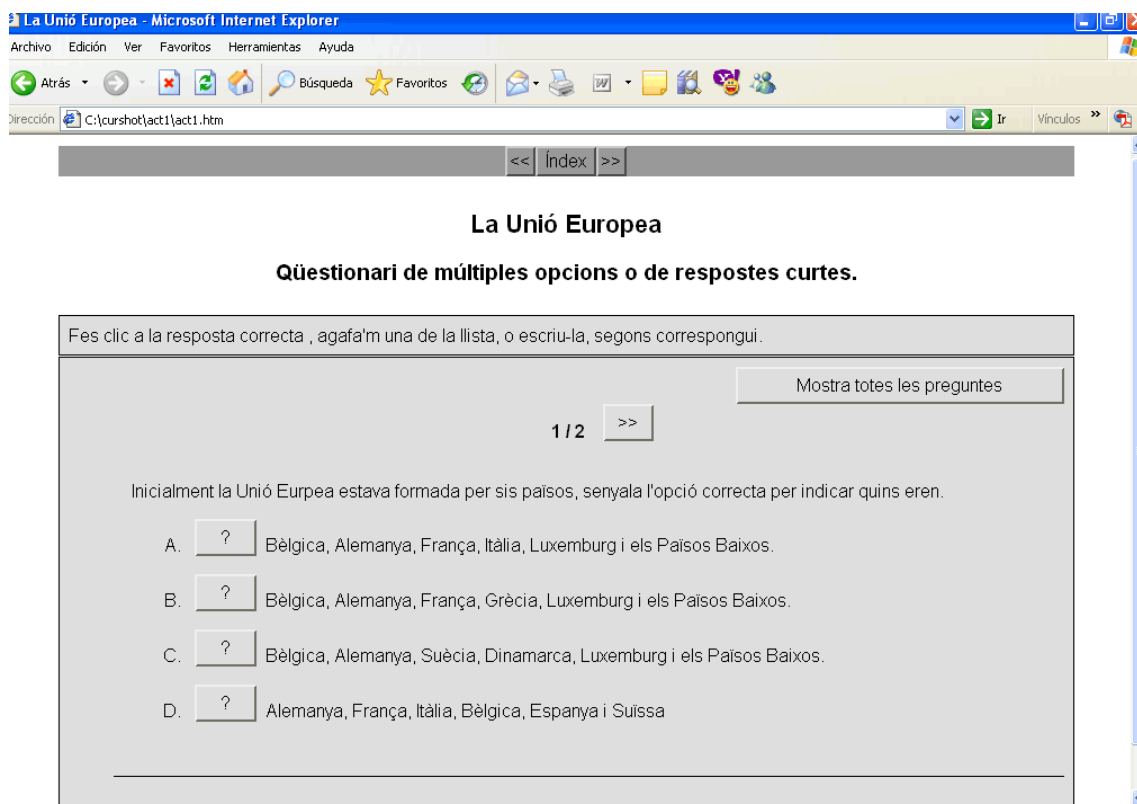 La Unió Europea - Microsoft Internet Explorer
Archivo Edición Ver Favoritos Herramientas Ayuda
Atrás Búsqueda Favoritos
Dirección C:\curshot\act1\act1.htm Ir Vínculos »
<< Índex >>
La Unió Europea
Qüestionari de múltiples opcions o de respostes curtes.
Fes clic a la resposta correcta , agafa'm una de la llista, o escriu-la, segons correspongui.
Mostra totes les preguntes
1 / 2 >>
Inicialment la Unió Eurpea estava formada per sis països, senyala l'opció correcta per indicar quins eren.
A. ? Bèlgica, Alemanya, França, Itàlia, Luxemburg i els Països Baixos.
B. ? Bèlgica, Alemanya, França, Grècia, Luxemburg i els Països Baixos.
C. ? Bèlgica, Alemanya, Suècia, Dinamarca, Luxemburg i els Països Baixos.
D. ? Alemanya, França, Itàlia, Bèlgica, Espanya i Suïssa